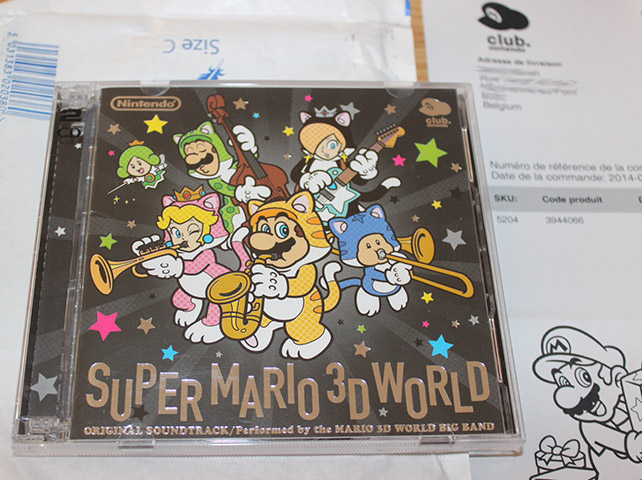 Size C
club.
nintendo
Adresse de livraison
Belgium
Numéro de référence de la co
Date de la commande: 2014-0
SKU: Code produit D
5204 3944066
Nintendo
club.
nintendo
SUPER MARIO 3D WORLD
ORIGINAL SOUNDTRACK/Performed by the MARIO 3D WORLD BIG BAND